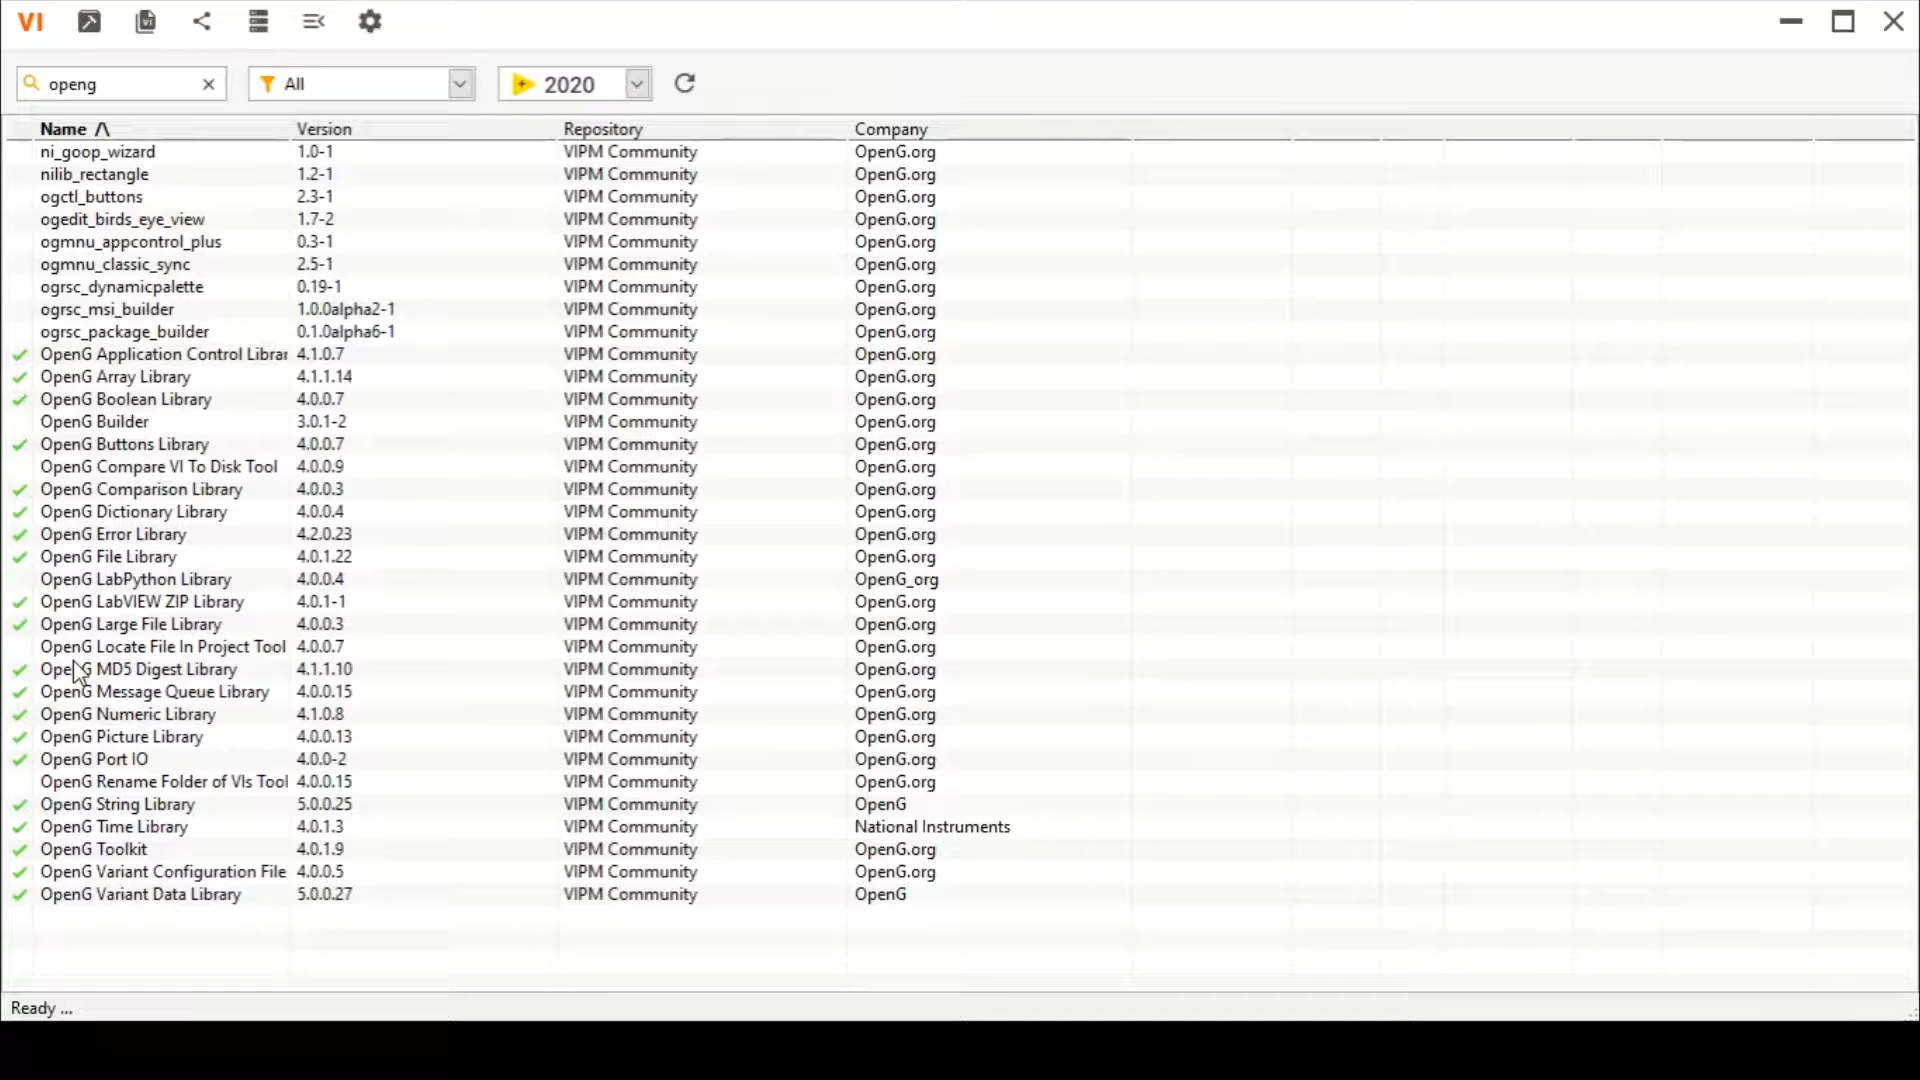 VI
openg
All
2020
Name Version Repository Company
ni_goop_wizard 1.0-1 VIPM Community OpenG.org
nilib_rectangle 1.2-1 VIPM Community OpenG.org
ogctl_buttons 2.3-1 VIPM Community OpenG.org
ogedit_birds_eye_view 1.7-2 VIPM Community OpenG.org
ogmnu_appcontrol_plus 0.3-1 VIPM Community OpenG.org
ogmnu_classic_sync 2.5-1 VIPM Community OpenG.org
ogrsc_dynamicpalette 0.19-1 VIPM Community OpenG.org
ogrsc_msi_builder 1.0.0alpha2-1 VIPM Community OpenG.org
ogrsc_package_builder 0.1.0alpha6-1 VIPM Community OpenG.org
OpenG Application Control Librar 4.1.0.7 VIPM Community OpenG.org
OpenG Array Library 4.1.1.14 VIPM Community OpenG.org
OpenG Boolean Library 4.0.0.7 VIPM Community OpenG.org
OpenG Builder 3.0.1-2 VIPM Community OpenG.org
OpenG Buttons Library 4.0.0.7 VIPM Community OpenG.org
OpenG Compare VI To Disk Tool 4.0.0.9 VIPM Community OpenG.org
OpenG Comparison Library 4.0.0.3 VIPM Community OpenG.org
OpenG Dictionary Library 4.0.0.4 VIPM Community OpenG.org
OpenG Error Library 4.2.0.23 VIPM Community OpenG.org
OpenG File Library 4.0.1.22 VIPM Community OpenG.org
OpenG LabPython Library 4.0.0.4 VIPM Community OpenG_org
OpenG LabVIEW ZIP Library 4.0.1-1 VIPM Community OpenG.org
OpenG Large File Library 4.0.0.3 VIPM Community OpenG.org
OpenG Locate File In Project Tool 4.0.0.7 VIPM Community OpenG.org
OpenG MD5 Digest Library 4.1.1.10 VIPM Community OpenG.org
OpenG Message Queue Library 4.0.0.15 VIPM Community OpenG.org
OpenG Numeric Library 4.1.0.8 VIPM Community OpenG.org
OpenG Picture Library 4.0.0.13 VIPM Community OpenG.org
OpenG Port IO 4.0.0-2 VIPM Community OpenG.org
OpenG Rename Folder of VIs Tool 4.0.0.15 VIPM Community OpenG.org
OpenG String Library 5.0.0.25 VIPM Community OpenG
OpenG Time Library 4.0.1.3 VIPM Community National Instruments
OpenG Toolkit 4.0.1.9 VIPM Community OpenG.org
OpenG Variant Configuration File 4.0.0.5 VIPM Community OpenG.org
OpenG Variant Data Library 5.0.0.27 VIPM Community OpenG
Ready ...